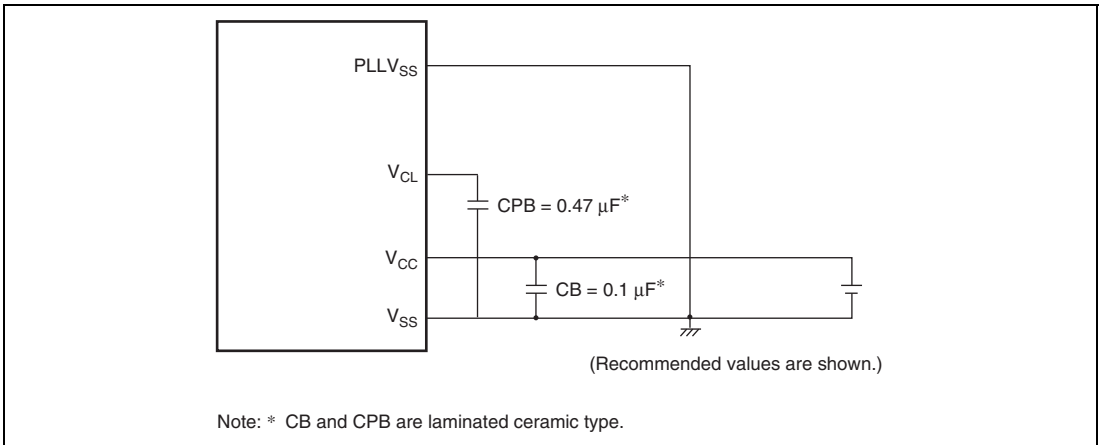 PLLVSS
VCL
CPB = 0.47 μF*
VCC
CB = 0.1 μF*
VSS
(Recommended values are shown.)
Note: * CB and CPB are laminated ceramic type.